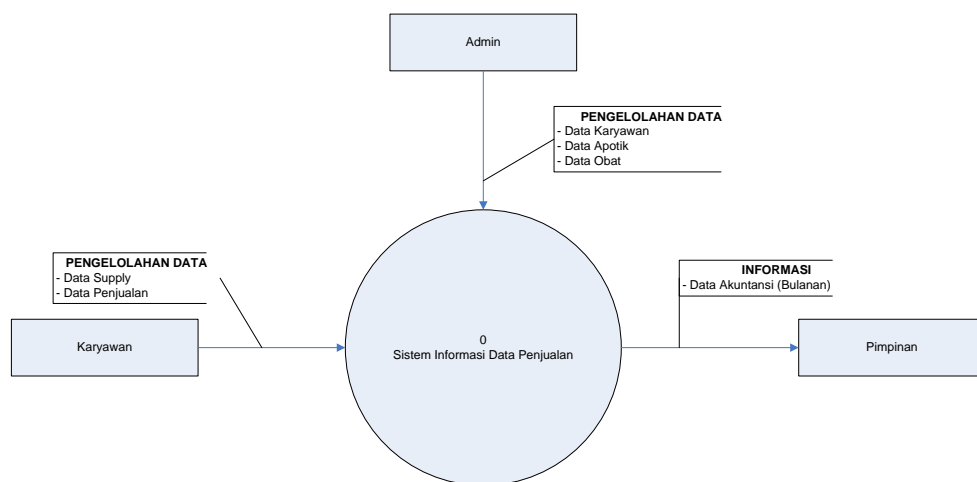 Admin
PENGELOLAHAN DATA
- Data Karyawan
- Data Apotik
- Data Obat
PENGELOLAHAN DATA
- Data Supply
- Data Penjualan
INFORMASI
- Data Akuntansi (Bulanan)
Karyawan
0
Sistem Informasi Data Penjualan
Pimpinan